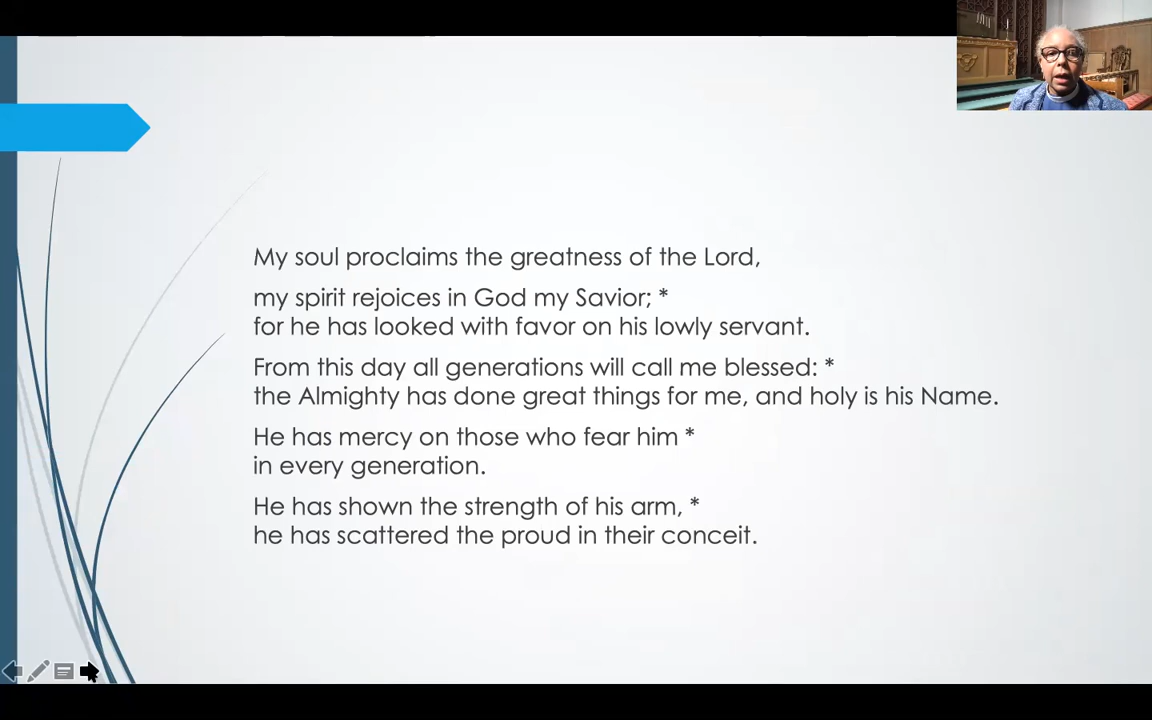 My soul proclaims the greatness of the Lord,
my spirit rejoices in God my Savior; *
for he has looked with favor on his lowly servant.
From this day all generations will call me blessed: *
the Almighty has done great things for me, and holy is his Name.
He has mercy on those who fear him *
in every generation.
He has shown the strength of his arm, *
he has scattered the proud in their conceit.